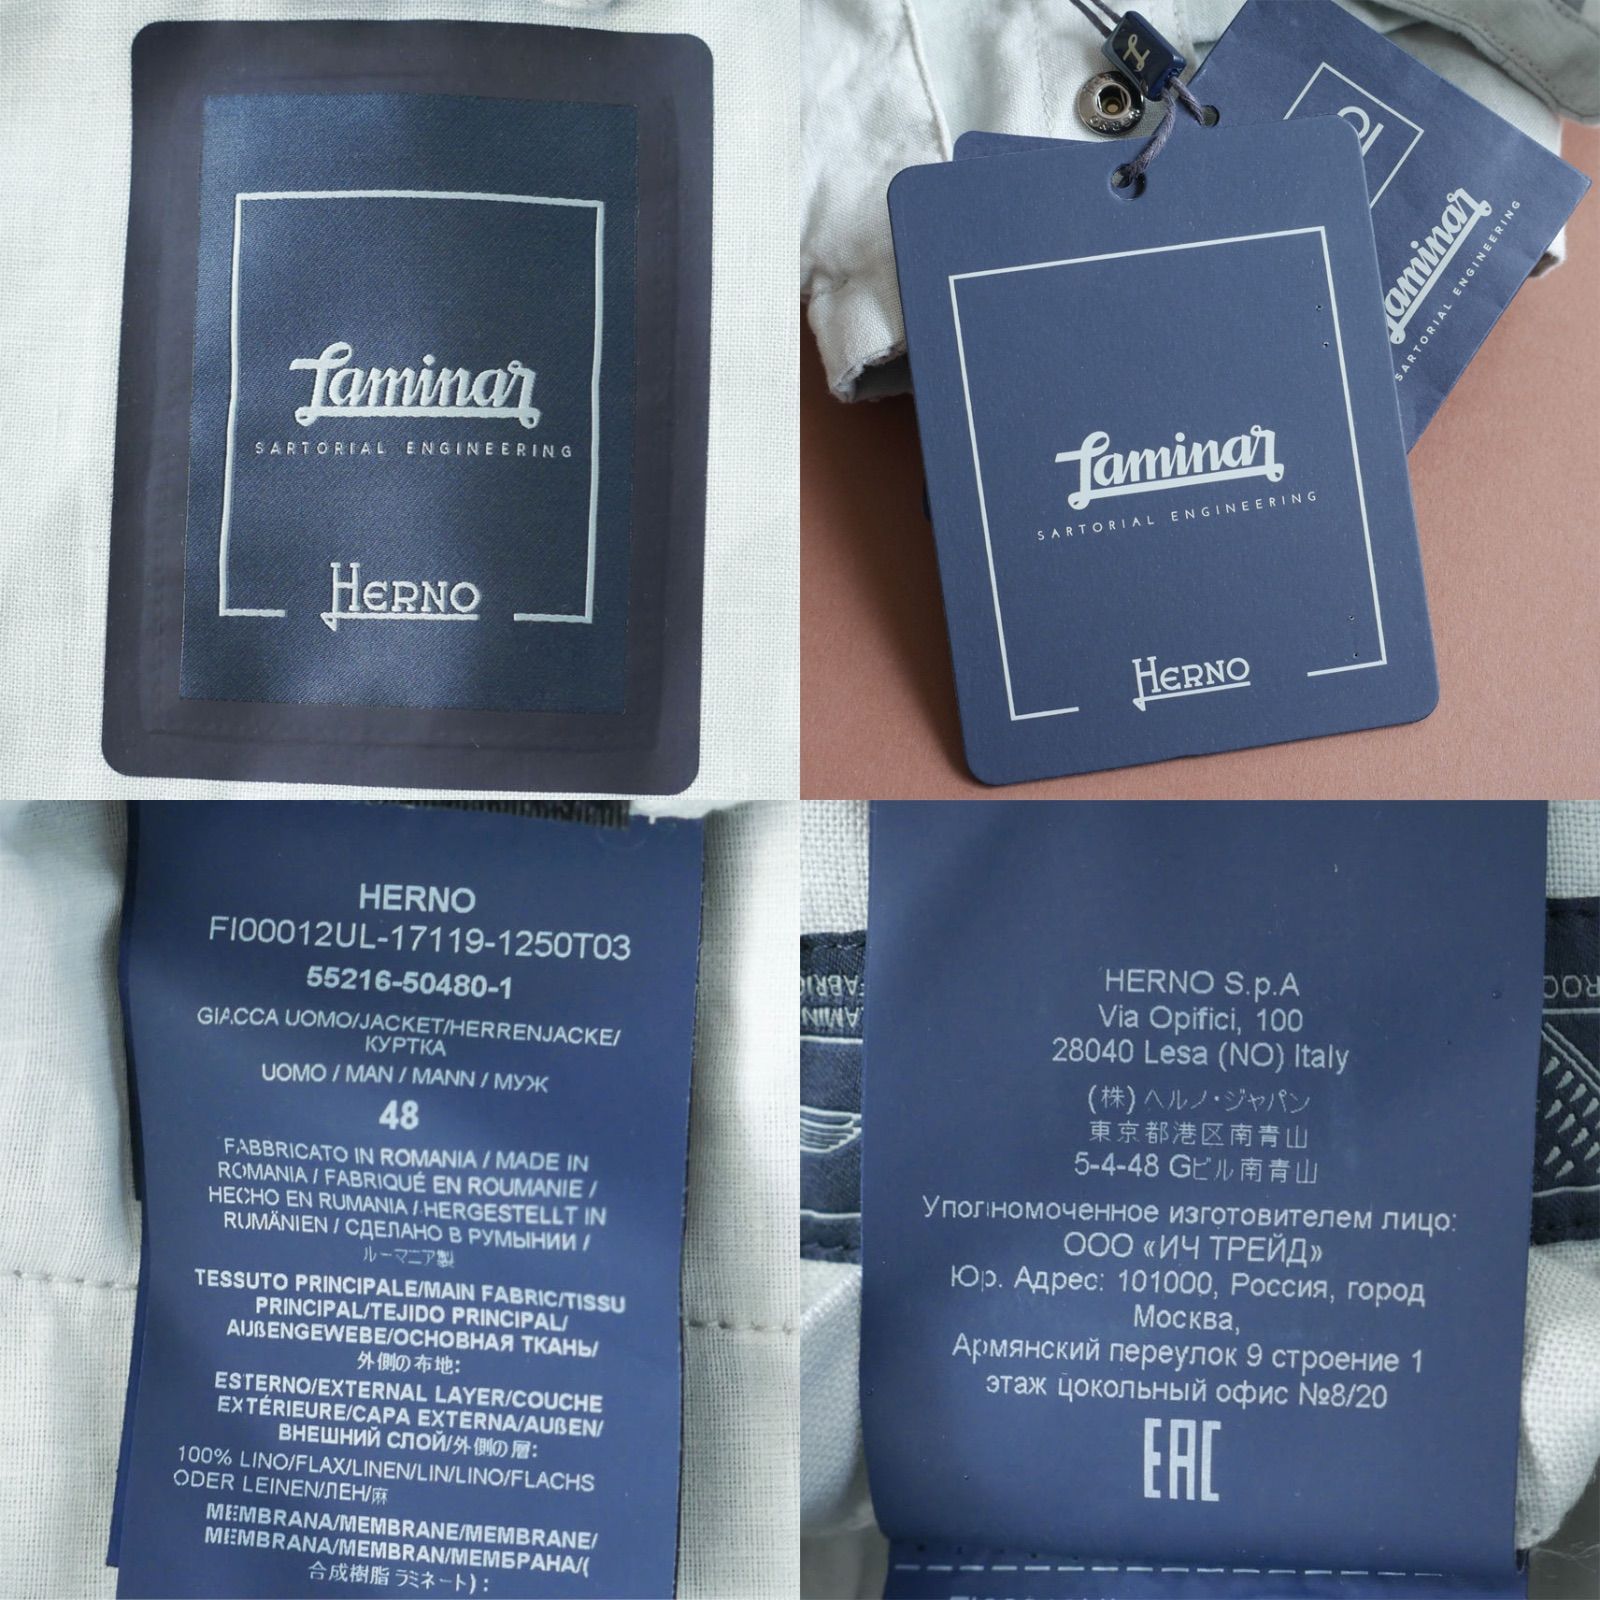 Laminar
SARTORIAL ENGINEERING
HERNO
L
Laminar
SARTORIAL ENGINEERING
Laminar
SARTORIAL ENGINEERING
HERNO
HERNO
FI00012UL-17119-1250T03
55216-50480-1
GIACCA UOMO/JACKET/HERRENJACKE/
КУРТКА
UOMO / MAN / MANN / МУЖ
48
FABBRICATO IN ROMANIA / MADE IN
ROMANIA / FABRIQUÉ EN ROUMANIE /
HECHO EN RUMANIA / HERGESTELLT IN
RUMÄNIEN / СДЕЛАНО В РУМЫНИИ /
ルーマニア製
TESSUTO PRINCIPALE/MAIN FABRIC/TISSU
PRINCIPAL/TEJIDO PRINCIPAL/
AUßENGEWEBE/ОСНОВНАЯ ТКАНЬ/
外側の布地:
ESTERNO/EXTERNAL LAYER/COUCHE
EXTÉRIEURE/CAPA EXTERNA/AUßEN/
ВНЕШНИЙ СЛОЙ/外側の層:
100% LINO/FLAX/LINEN/LIN/LINO/FLACHS
ODER LEINEN/ЛЕН/麻
MEMBRANA/MEMBRANE/MEMBRANE/
MEMBRANA/MEMBRAN/МЕМБРАНА/(
合成樹脂 ラミネート):
HERNO S.p.A
Via Opifici, 100
28040 Lesa (NO) Italy
(株) ヘルノ・ジャパン
東京都港区南青山
5-4-48 Gビル南青山
Уполномоченное изготовителем лицо:
ООО «ИЧ ТРЕЙД»
Юр. Адрес: 101000, Россия, город
Москва,
Армянский переулок 9 строение 1
этаж цокольный офис №8/20
EAC